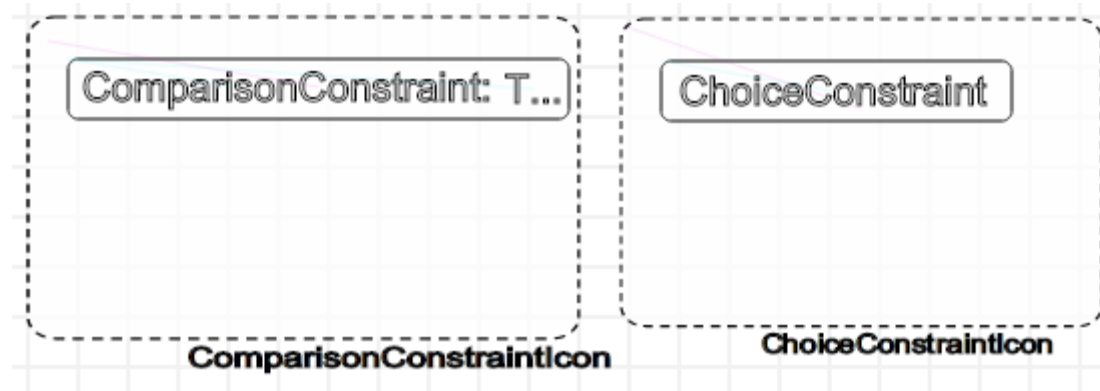 ComparisonConstraint: T...
ChoiceConstraint
ComparisonConstraintIcon
ChoiceConstraintIcon